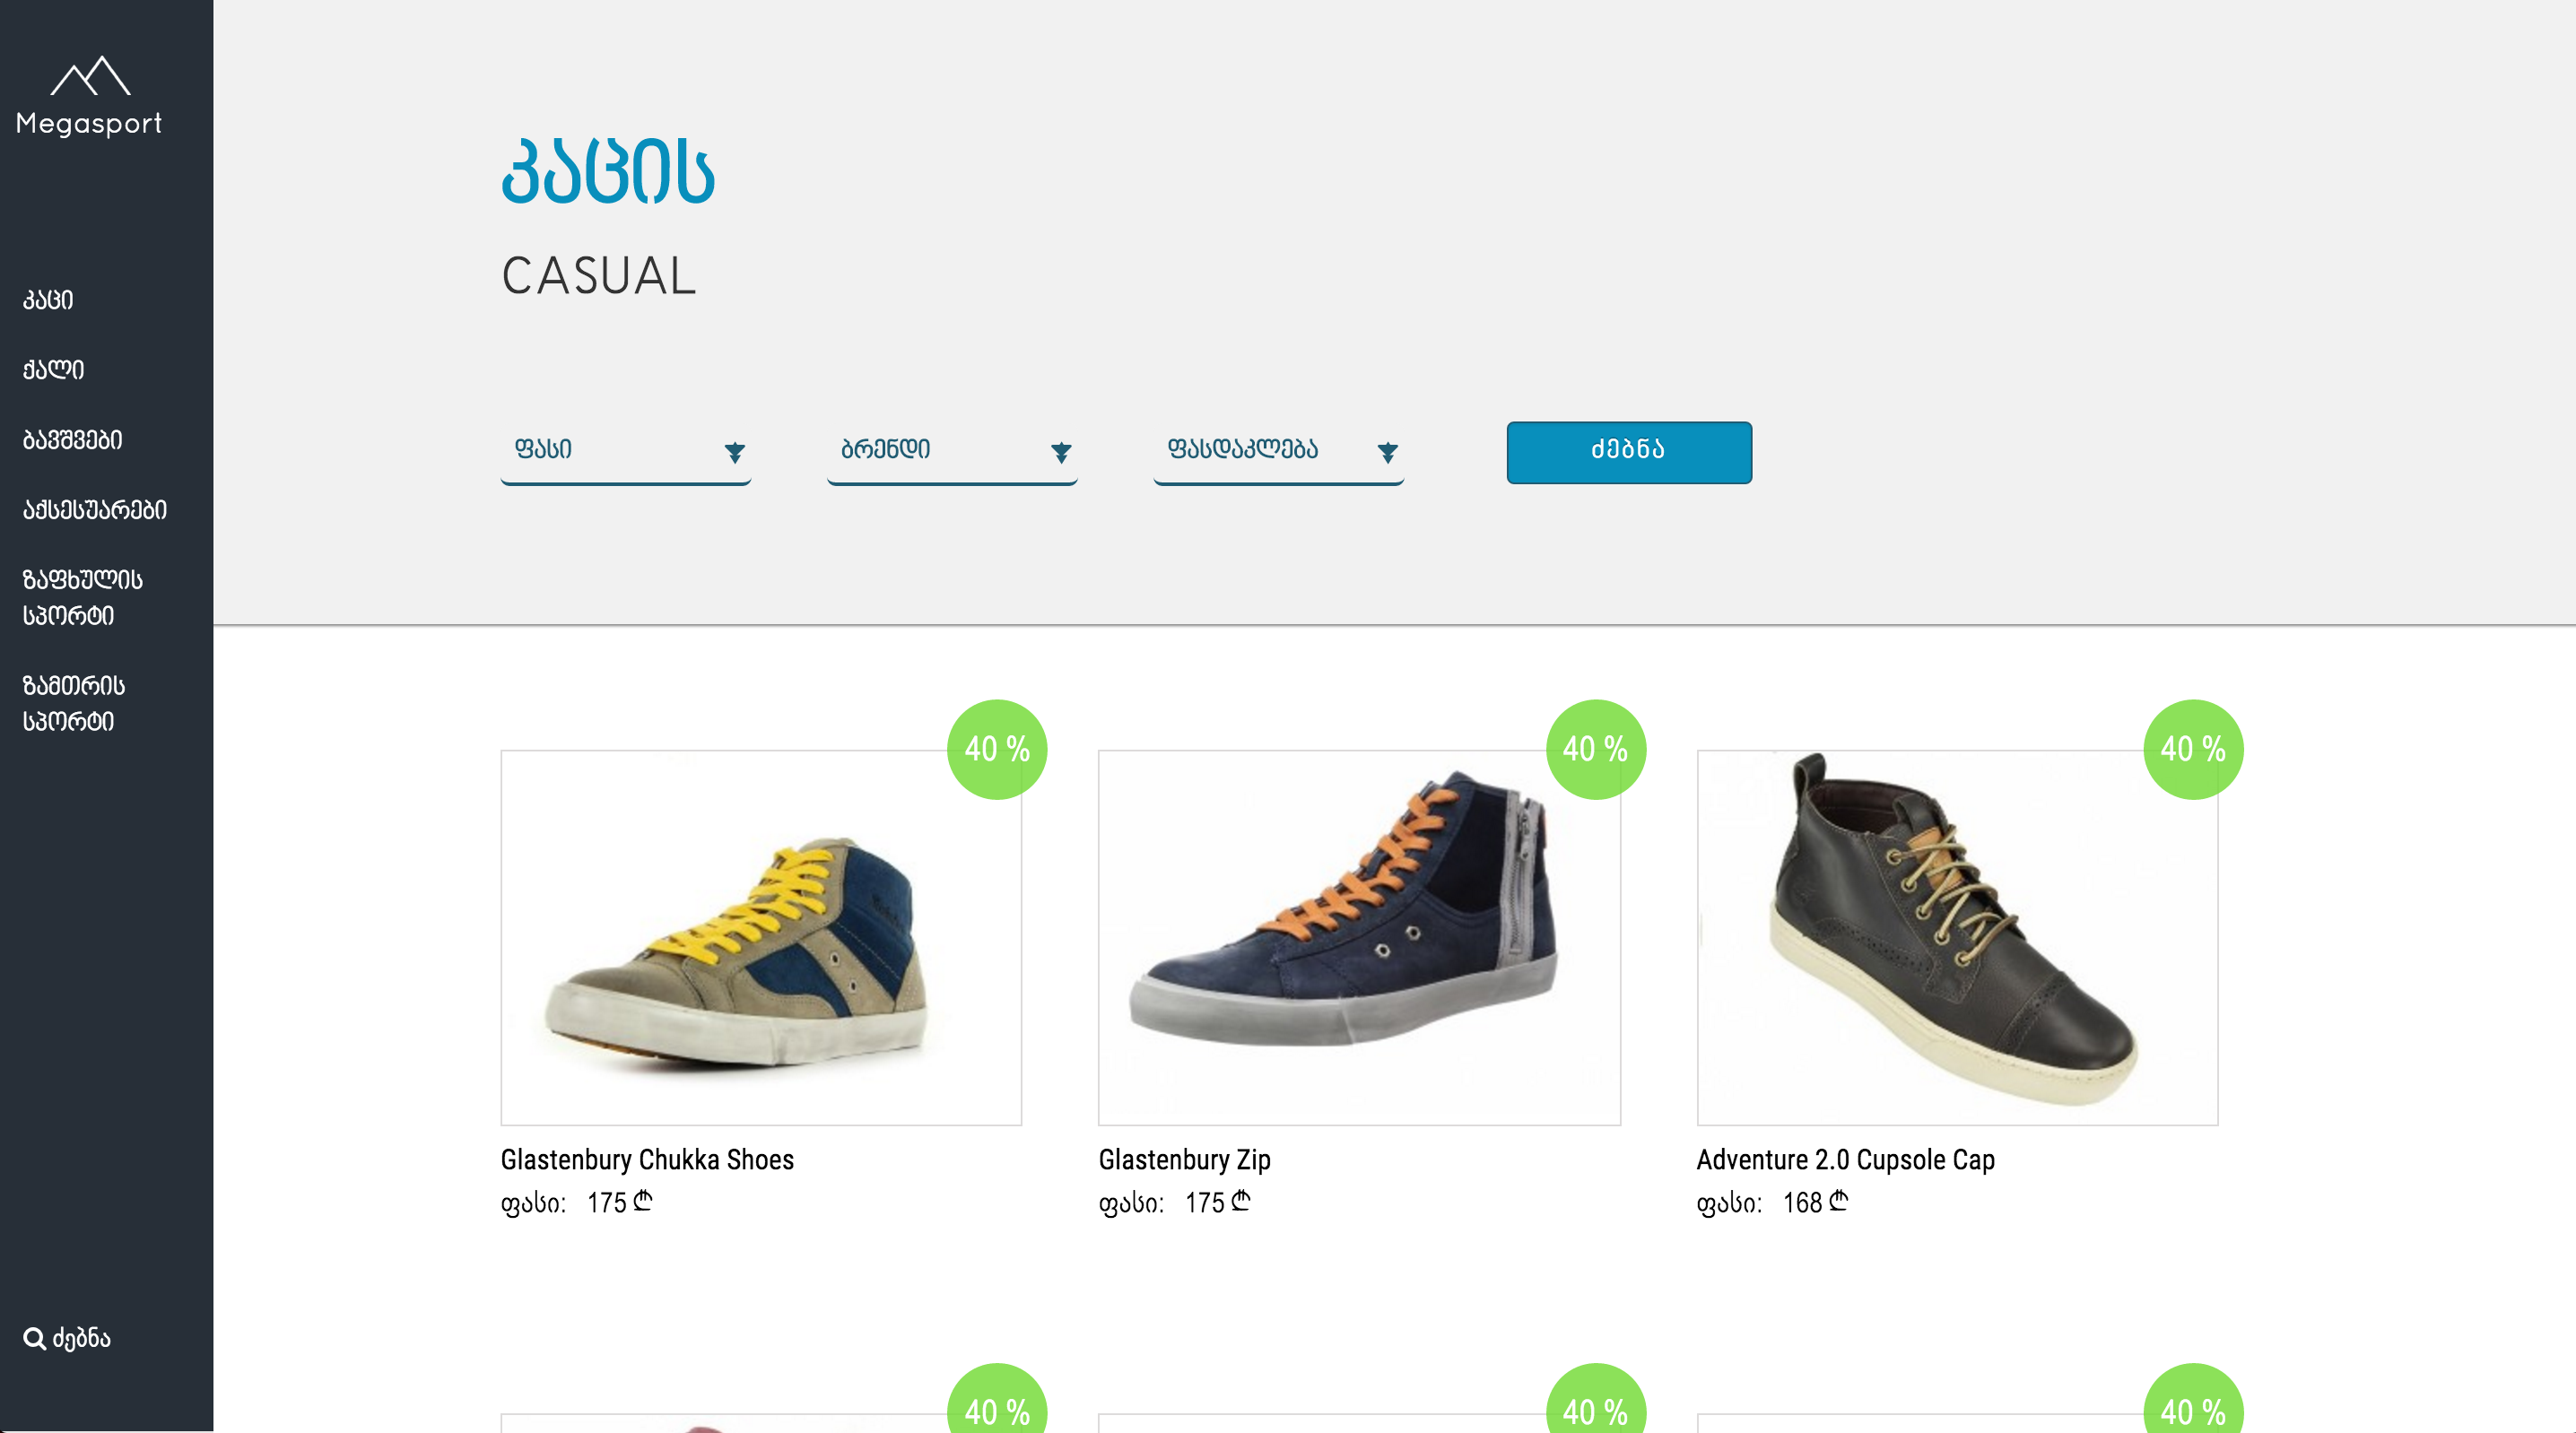 Megasport
კაცი
ქალი
ბავშვები
აქსესუარები
ზაფხულის
სპორტი
ზამთრის
სპორტი
ძებნა
კაცის
CASUAL
ფასი
ბრენდი
ფასდაკლება
ძებნა
40 %
40 %
40 %
Glastenbury Chukka Shoes
ფასი: 175 ₾
Glastenbury Zip
ფასი: 175 ₾
Adventure 2.0 Cupsole Cap
ფასი: 168 ₾
40 %
40 %
40 %